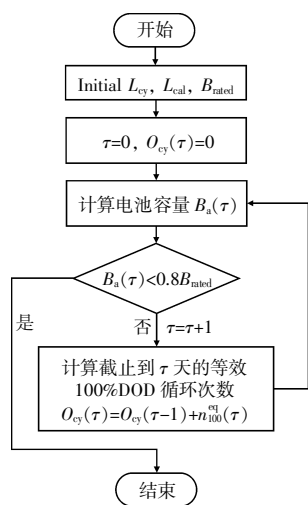 开始
Initial L_cy, L_cal, B_rated
τ=0, O_cy(τ)=0
计算电池容量 B_a(τ)
B_a(τ)<0.8B_rated
是
否 τ=τ+1
计算截止到 τ 天的等效
100%DOD 循环次数
O_cy(τ)=O_cy(τ−1)+n_100^eq(τ)
结束